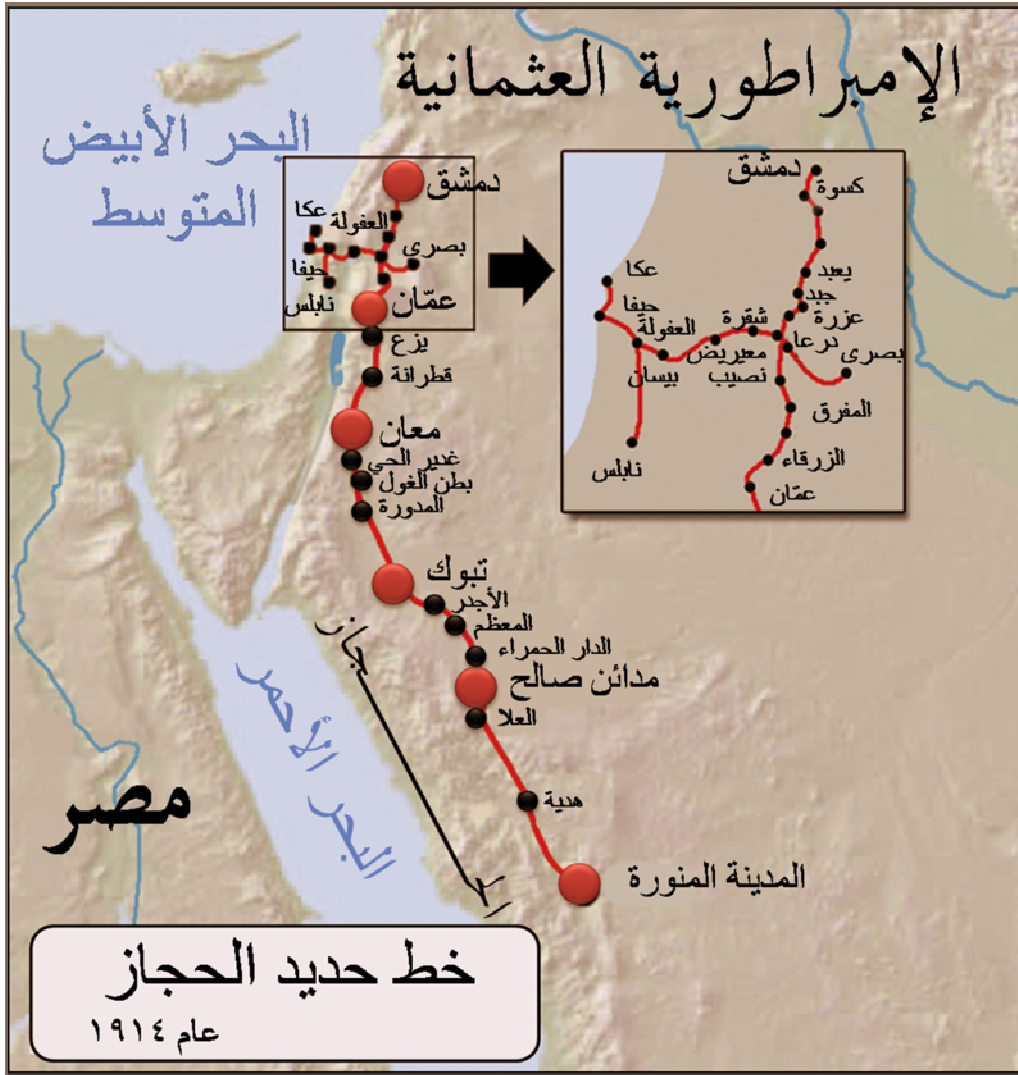 الإمبراطورية العثمانية
البحر الأبيض
المتوسط
دمشق
عكا
العفولة
بصرى
حيفا
نابلس
عمّان
يزع
قطرانة
معان
غدير الحي
بطن الغول
المدورة
تبوك
الأجدر
المعظم
الدار الحمراء
مدائن صالح
العلا
هدية
المدينة المنورة
الحجاز
البحر الأحمر
مصر
دمشق
كسوة
يعبد
جبد
عزرة
درعا
بصرى
عكا
حيفا
العفولة
شقرة
معيريض
بيسان
نصيب
المفرق
نابلس
الزرقاء
عمّان
خط حديد الحجاز
عام ١٩١٤